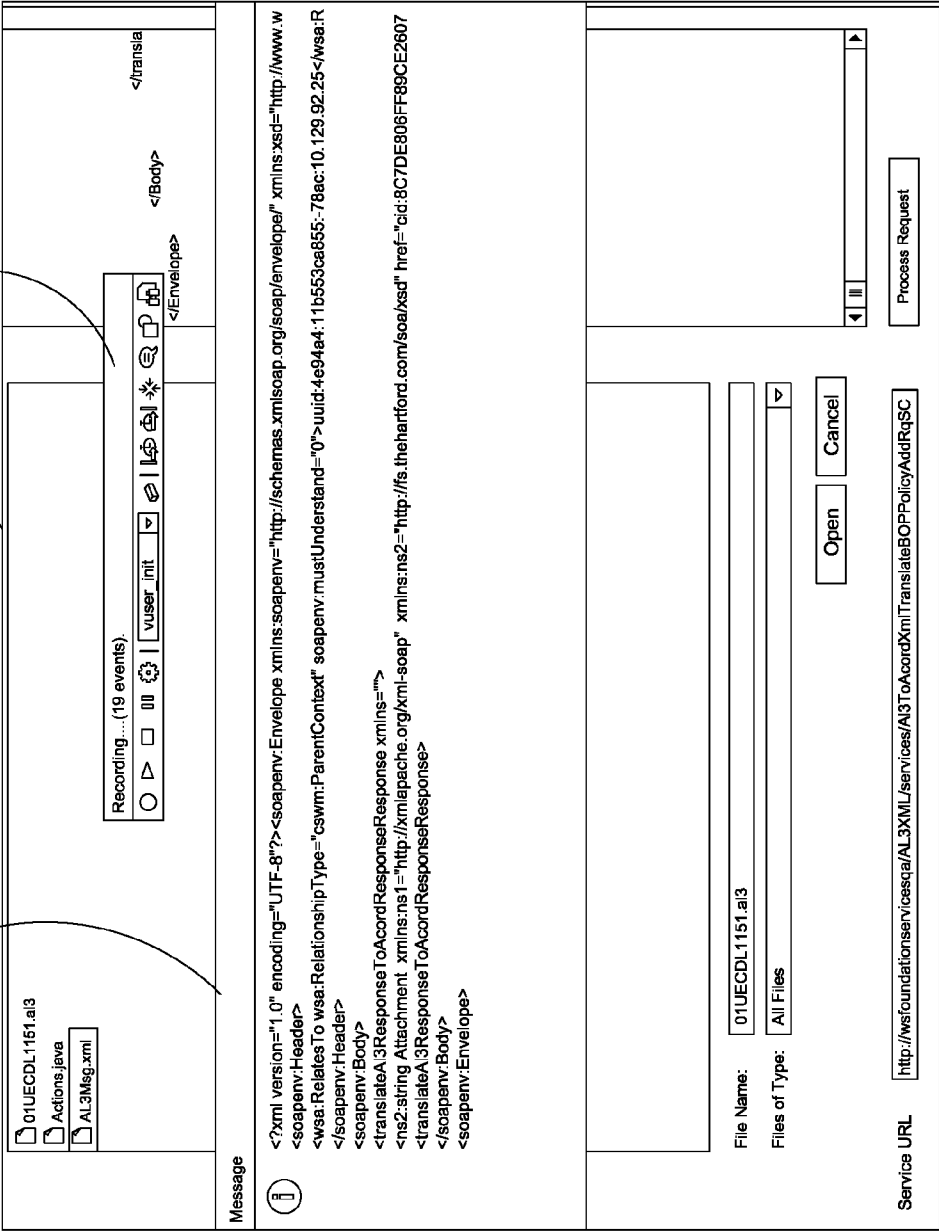 01UECDL1151.al3
Actions.java
AL3Msg.xml
</transla
</Body>
</Envelope>
Recording....(19 events).
vuser_init
Message
<?xml version="1.0" encoding="UTF-8"?><soapenv:Envelope xmlns:soapenv="http://schemas.xmlsoap.org/soap/envelope/" xmlns:xsd="http://www.w
<soapenv:Header>
<wsa:RelatesTo wsa:RelationshipType="cswm:ParentContext" soapenv:mustUnderstand="0">uuid:4e94a4:11b553ca855:-78ac:10.129.92.25</wsa:R
</soapenv:Header>
<soapenv:Body>
<translateAl3ResponseToAcordResponseResponse xmlns="">
<ns2:string Attachment xmlns:ns1="http://xmlapache.org/xml-soap" xmlns:ns2="http://fs.thehartford.com/soa/xsd" href="cid:8C7DE806FF89CE2607
<translateAl3ResponseToAcordResponseResponse>
</soapenv:Body>
<soapenv:Envelope>
File Name: 01UECDL1151.al3
Files of Type: All Files
Open Cancel
Service URL http://wsfoundationservicesqa/AL3XML/services/Al3ToAcordXmlTranslateBOPPolicyAddRqSC Process Request